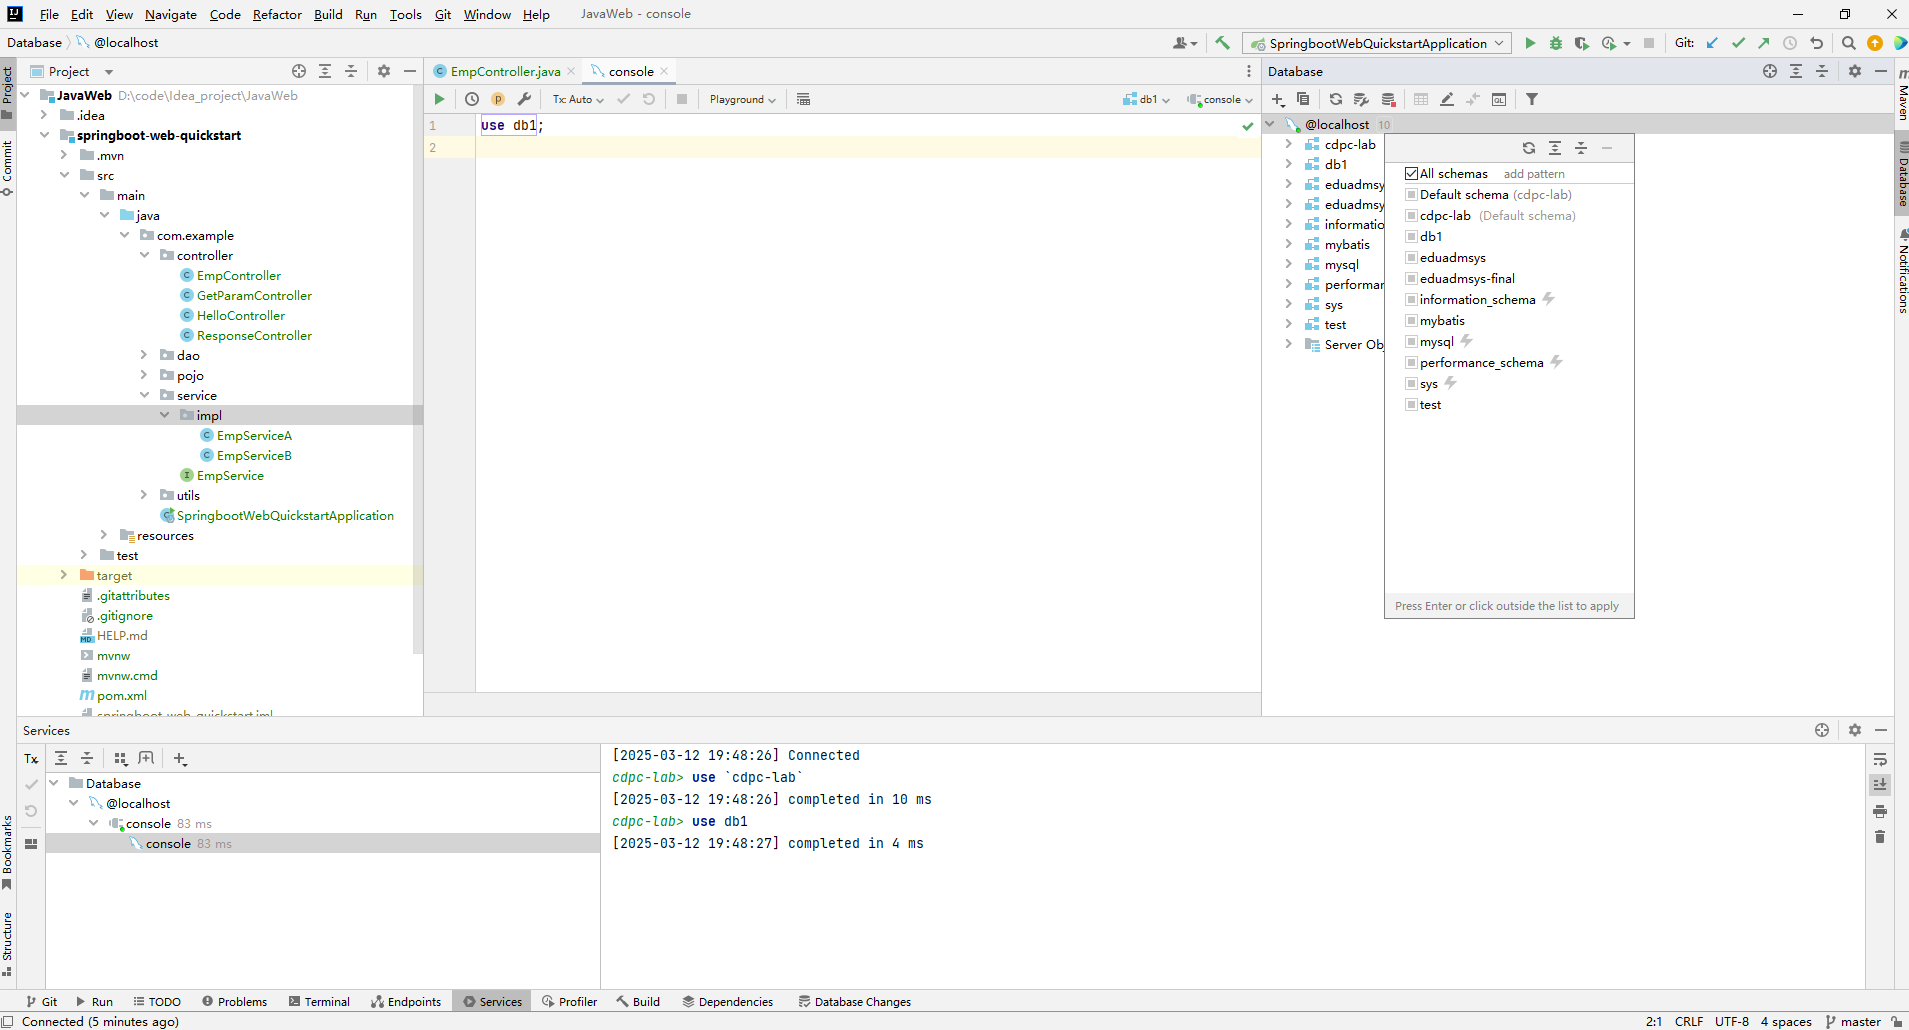 File Edit View Navigate Code Refactor Build Run Tools Git Window Help JavaWeb - console
Database @localhost SpringbootWebQuickstartApplication Git:
Project
EmpController.java console
Database
JavaWeb D:\code\Idea_project\JavaWeb
.idea
springboot-web-quickstart
.mvn
src
main
java
com.example
controller
EmpController
GetParamController
HelloController
ResponseController
dao
pojo
service
impl
EmpServiceA
EmpServiceB
EmpService
utils
SpringbootWebQuickstartApplication
resources
test
target
.gitattributes
.gitignore
HELP.md
mvnw
mvnw.cmd
pom.xml
springboot-web-quickstart.iml
Tx: Auto Playground db1 console
1 use db1;
2
@localhost 10
cdpc-lab
db1
eduadmsy
eduadmsy
informatio
mybatis
mysql
performar
sys
test
Server Obj
All schemas add pattern
Default schema (cdpc-lab)
cdpc-lab (Default schema)
db1
eduadmsys
eduadmsys-final
information_schema
mybatis
mysql
performance_schema
sys
test
Press Enter or click outside the list to apply
Project
Commit
Bookmarks
Structure
Maven
Database
Notifications
Services
Tx
Database
@localhost
console 83 ms
console 83 ms
[2025-03-12 19:48:26] Connected
cdpc-lab> use `cdpc-lab`
[2025-03-12 19:48:26] completed in 10 ms
cdpc-lab> use db1
[2025-03-12 19:48:27] completed in 4 ms
Git Run TODO Problems Terminal Endpoints Services Profiler Build Dependencies Database Changes
Connected (5 minutes ago) 2:1 CRLF UTF-8 4 spaces master